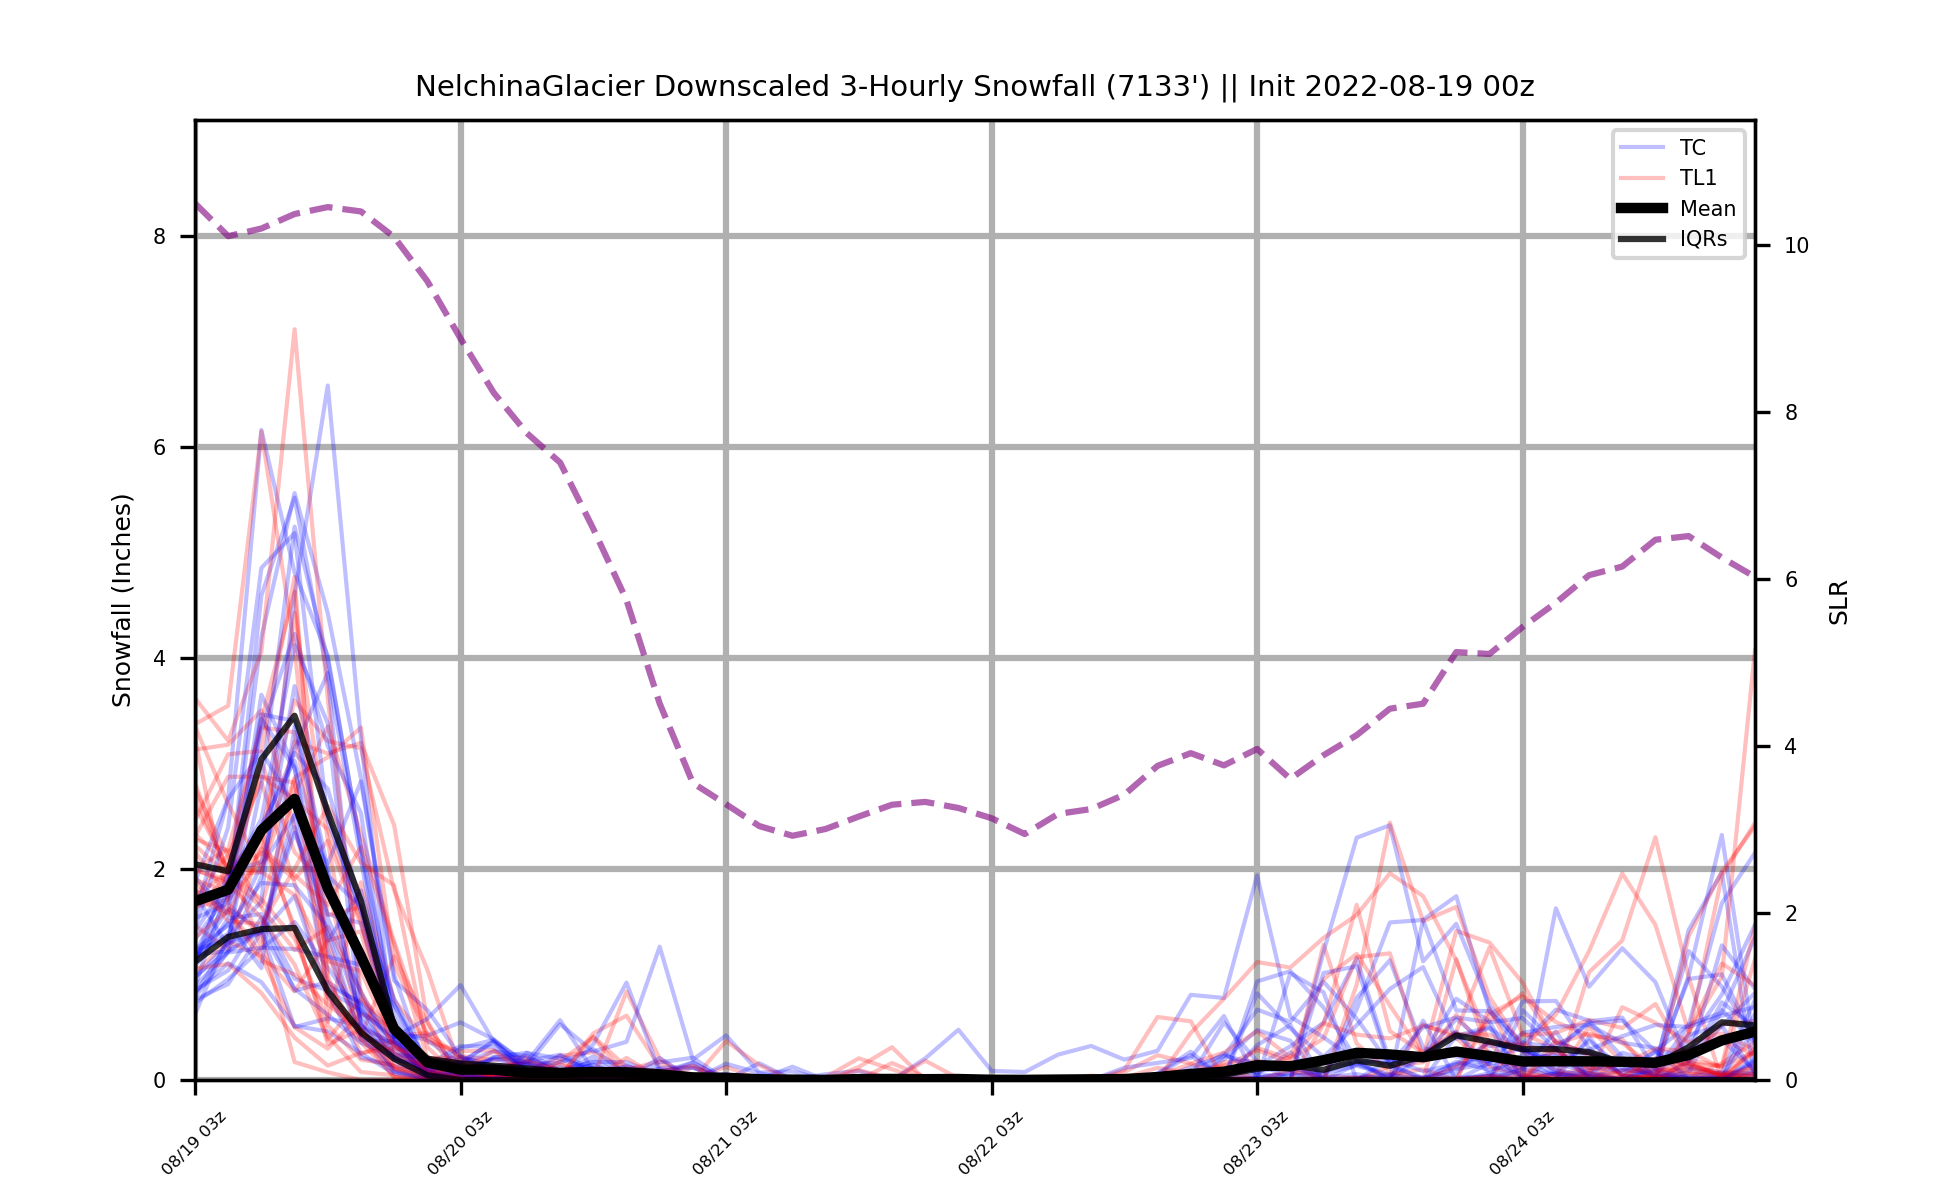 NelchinaGlacier Downscaled 3-Hourly Snowfall (7133') || Init 2022-08-19 00z
TC
TL1
Mean
IQRs
Snowfall (Inches)
8
6
4
2
0
SLR
10
8
6
4
2
0
08/19 03z
08/20 03z
08/21 03z
08/22 03z
08/23 03z
08/24 03z